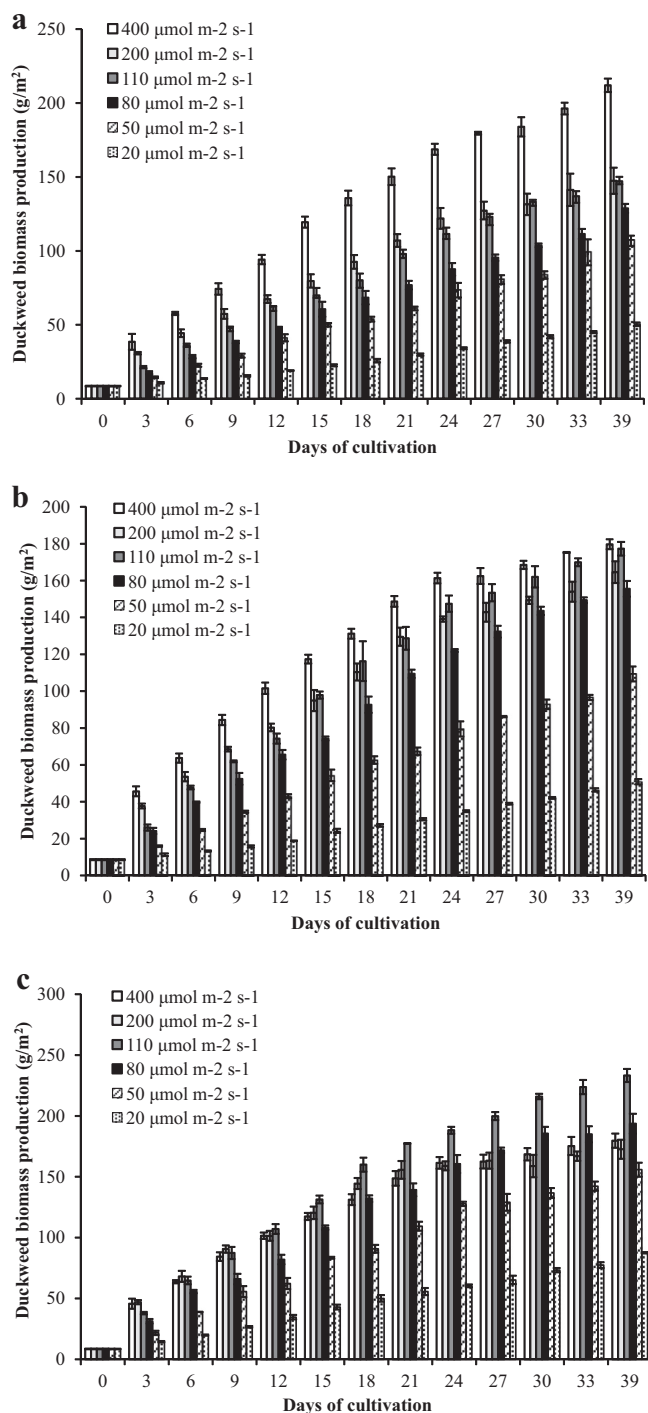 a
250
200
150
100
50
0
Duckweed biomass production (g/m²)
400 μmol m-2 s-1
200 μmol m-2 s-1
110 μmol m-2 s-1
80 μmol m-2 s-1
50 μmol m-2 s-1
20 μmol m-2 s-1
0 3 6 9 12 15 18 21 24 27 30 33 39
Days of cultivation
b
200
180
160
140
120
100
80
60
40
20
0
Duckweed biomass production (g/m²)
400 μmol m-2 s-1
200 μmol m-2 s-1
110 μmol m-2 s-1
80 μmol m-2 s-1
50 μmol m-2 s-1
20 μmol m-2 s-1
0 3 6 9 12 15 18 21 24 27 30 33 39
Days of cultivation
c
300
250
200
150
100
50
0
Duckweed biomass production (g/m²)
400 μmol m-2 s-1
200 μmol m-2 s-1
110 μmol m-2 s-1
80 μmol m-2 s-1
50 μmol m-2 s-1
20 μmol m-2 s-1
0 3 6 9 12 15 18 21 24 27 30 33 39
Days of cultivation